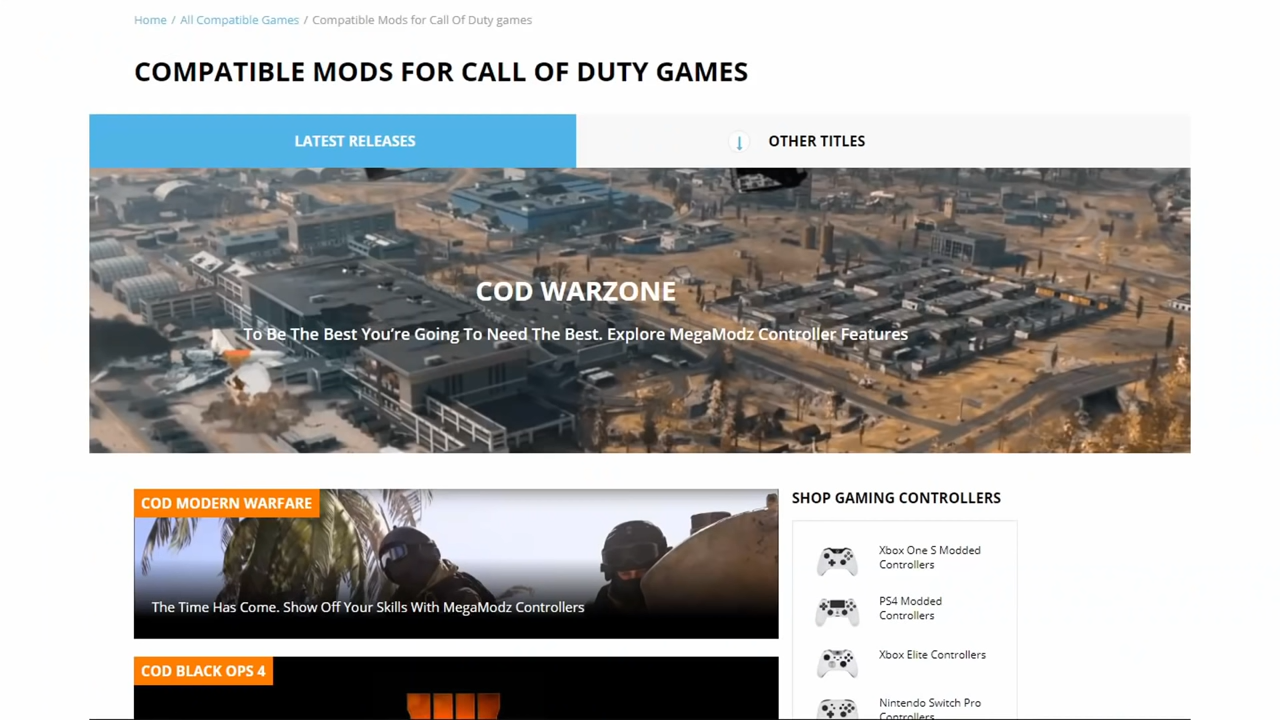 Home / All Compatible Games / Compatible Mods for Call Of Duty games
COMPATIBLE MODS FOR CALL OF DUTY GAMES
LATEST RELEASES
OTHER TITLES
COD WARZONE
To Be The Best You're Going To Need The Best. Explore MegaModz Controller Features
COD MODERN WARFARE
The Time Has Come. Show Off Your Skills With MegaModz Controllers
COD BLACK OPS 4
SHOP GAMING CONTROLLERS
Xbox One S Modded
Controllers
PS4 Modded
Controllers
Xbox Elite Controllers
Nintendo Switch Pro
Controllers